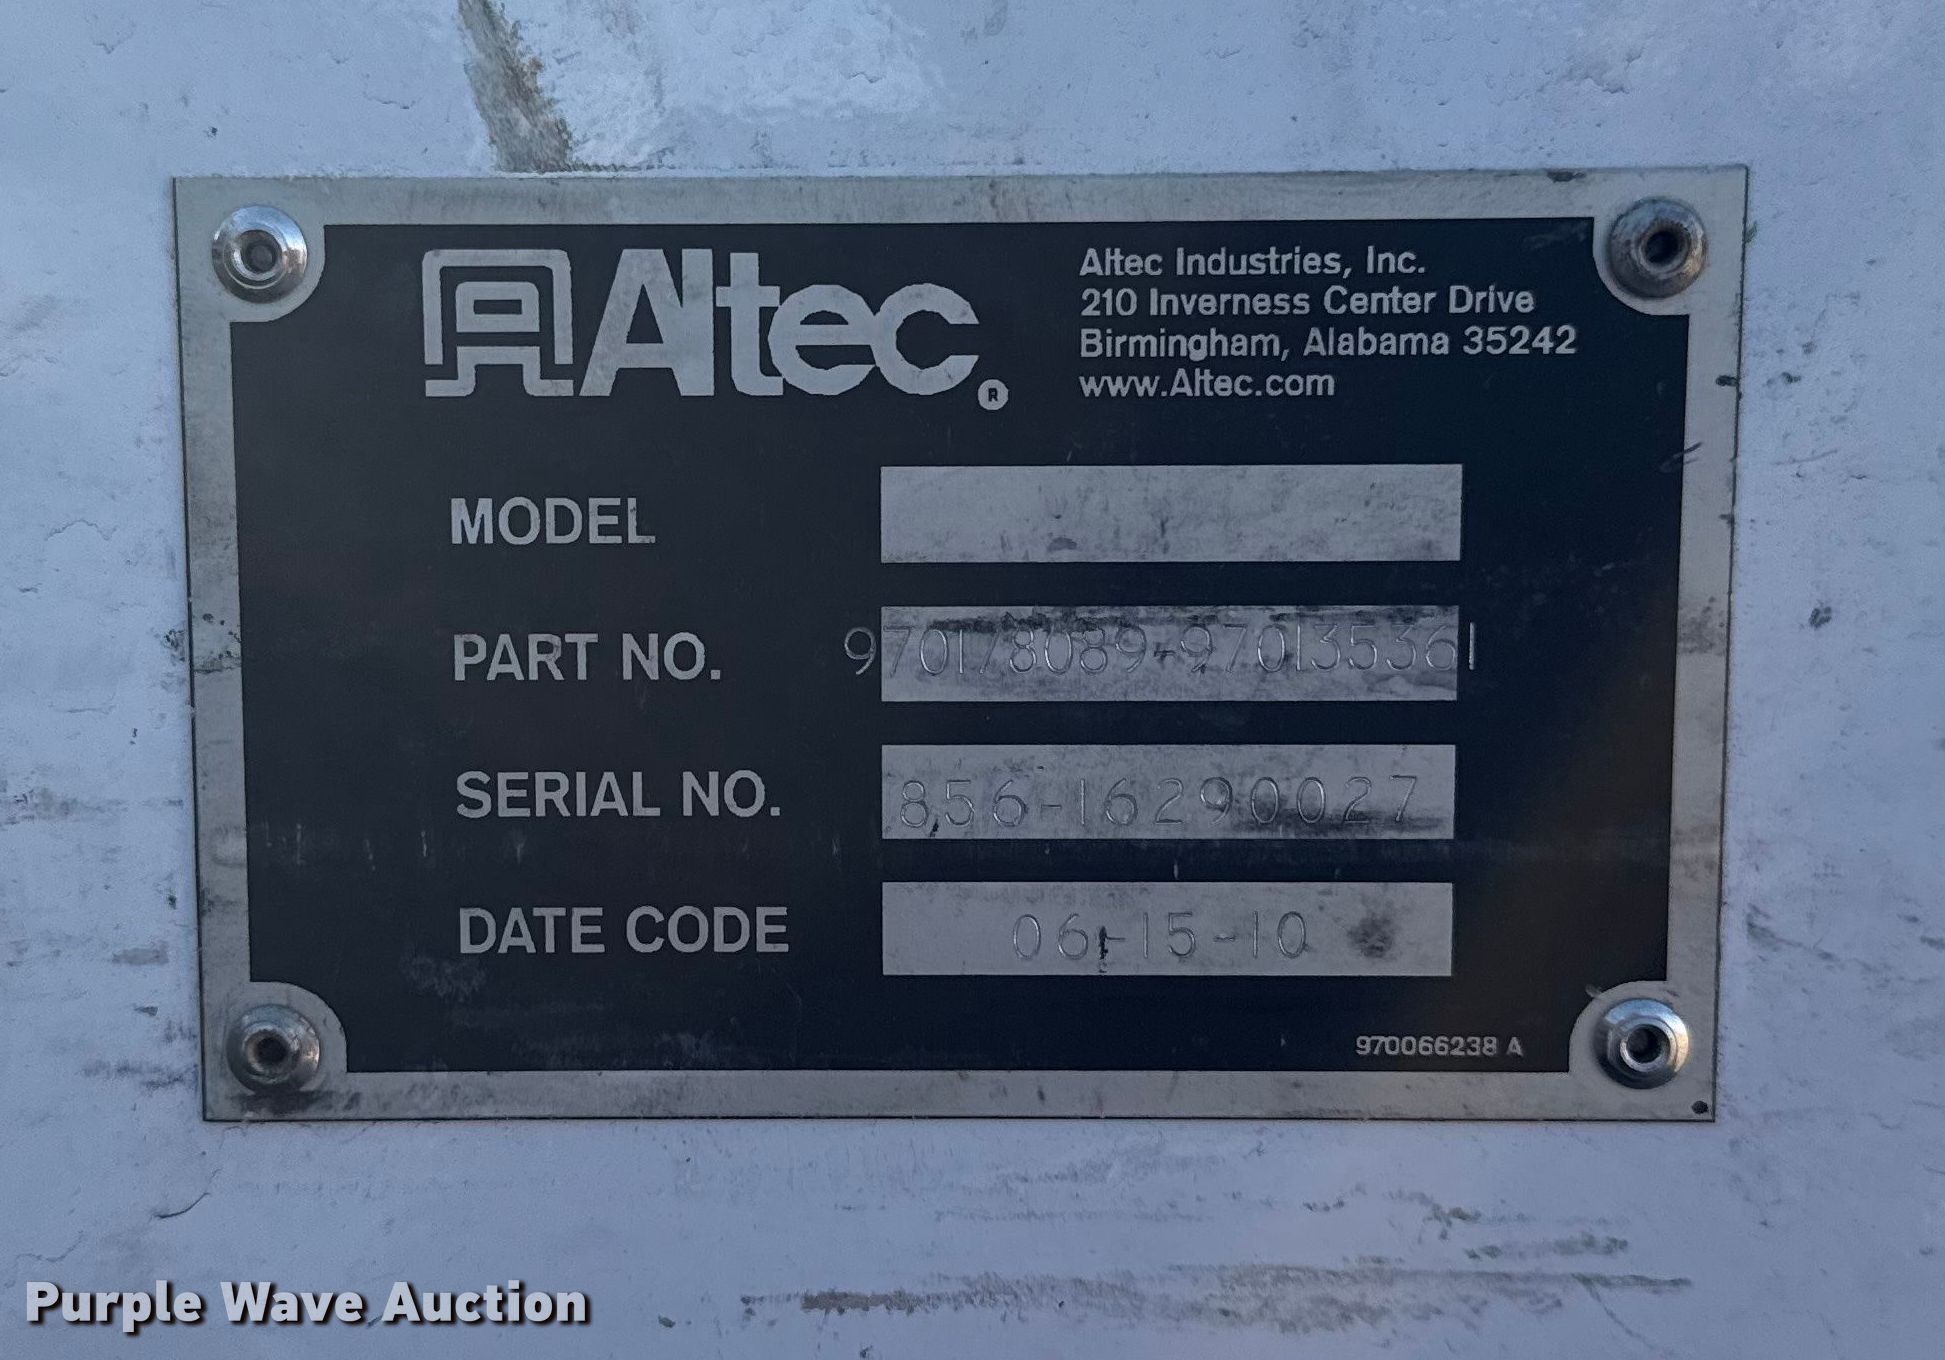 Altec®
Altec Industries, Inc.
210 Inverness Center Drive
Birmingham, Alabama 35242
www.Altec.com
MODEL
PART NO. 970178089-970135361
SERIAL NO. 856-16290027
DATE CODE 06-15-10
970066238 A
Purple Wave Auction